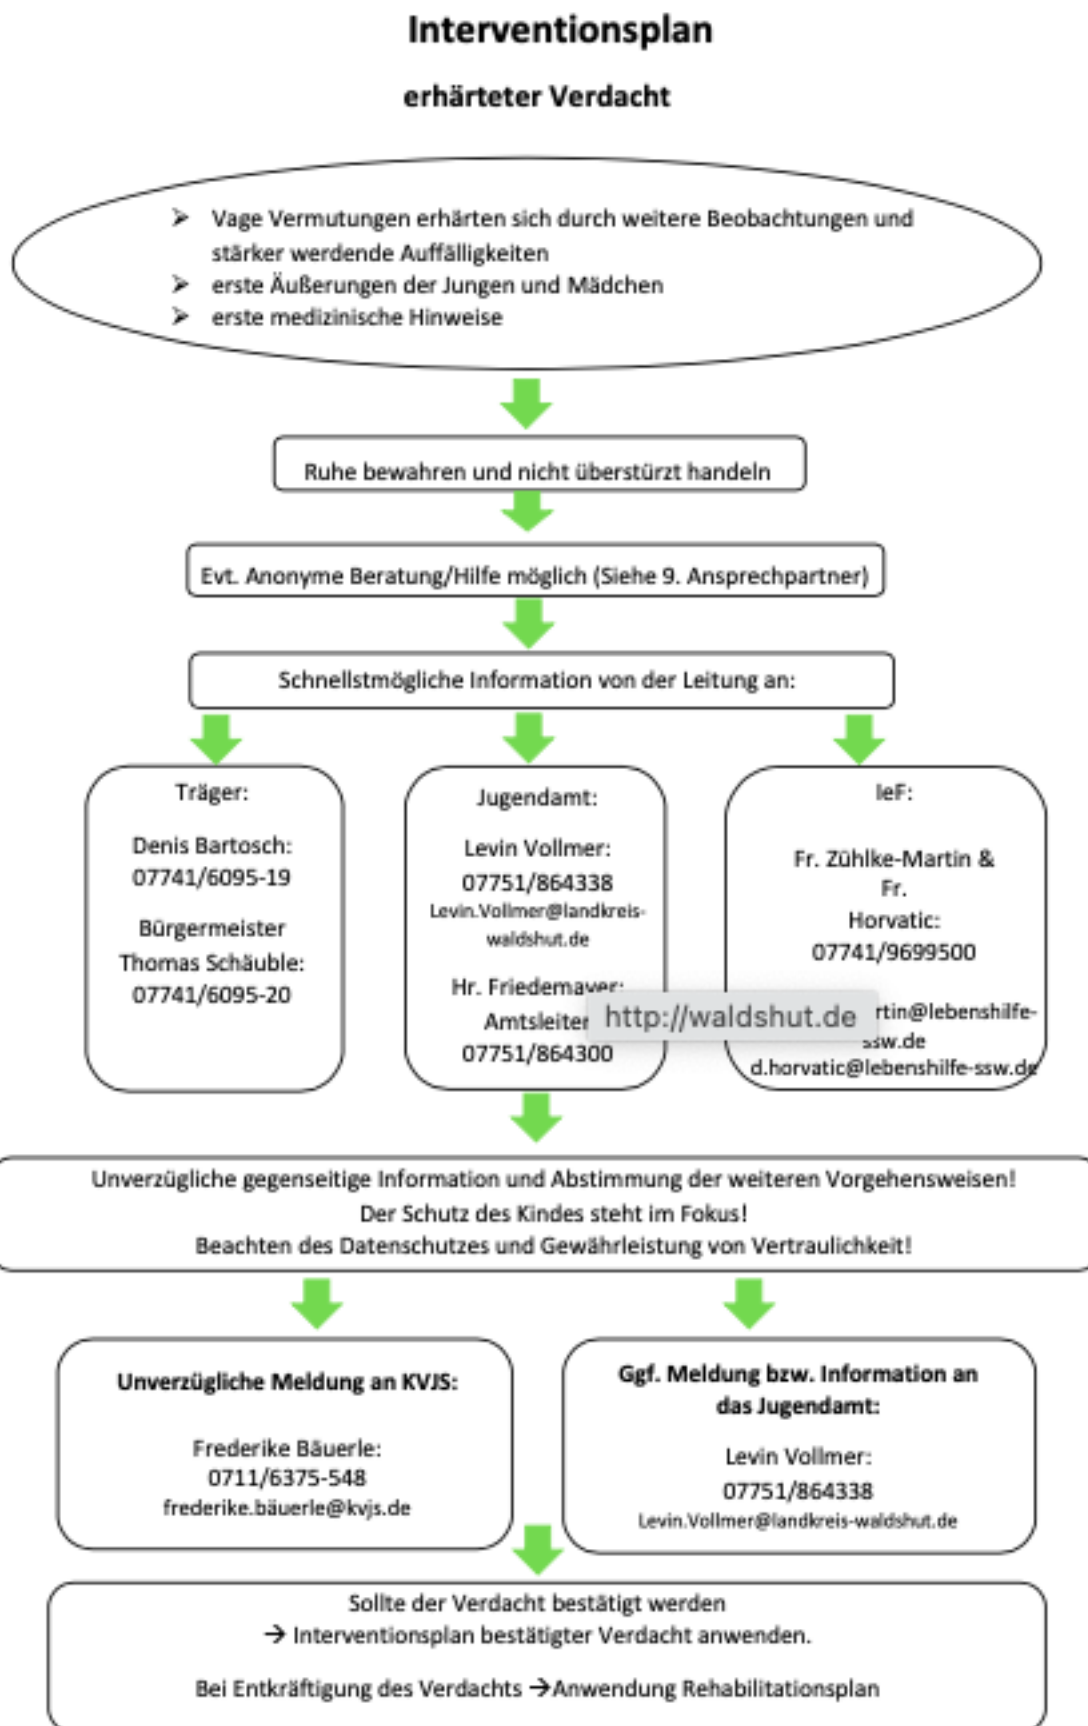 Interventionsplan
erhärteter Verdacht
➢ Vage Vermutungen erhärten sich durch weitere Beobachtungen und
stärker werdende Auffälligkeiten
➢ erste Äußerungen der Jungen und Mädchen
➢ erste medizinische Hinweise
Ruhe bewahren und nicht überstürzt handeln
Evt. Anonyme Beratung/Hilfe möglich (Siehe 9. Ansprechpartner)
Schnellstmögliche Information von der Leitung an:
Träger:
Denis Bartosch:
07741/6095-19
Bürgermeister
Thomas Schäuble:
07741/6095-20
Jugendamt:
Levin Vollmer:
07751/864338
Levin.Vollmer@landkreis-
waldshut.de
Hr. Friedemayer:
Amtsleiter
07751/864300
http://waldshut.de
IeF:
Fr. Zühlke-Martin &
Fr.
Horvatic:
07741/9699500
rtin@lebenshilfe-
ssw.de
d.horvatic@lebenshilfe-ssw.de
Unverzügliche gegenseitige Information und Abstimmung der weiteren Vorgehensweisen!
Der Schutz des Kindes steht im Fokus!
Beachten des Datenschutzes und Gewährleistung von Vertraulichkeit!
Unverzügliche Meldung an KVJS:
Frederike Bäuerle:
0711/6375-548
frederike.bäuerle@kvjs.de
Ggf. Meldung bzw. Information an
das Jugendamt:
Levin Vollmer:
07751/864338
Levin.Vollmer@landkreis-waldshut.de
Sollte der Verdacht bestätigt werden
→ Interventionsplan bestätigter Verdacht anwenden.
Bei Entkräftigung des Verdachts →Anwendung Rehabilitationsplan